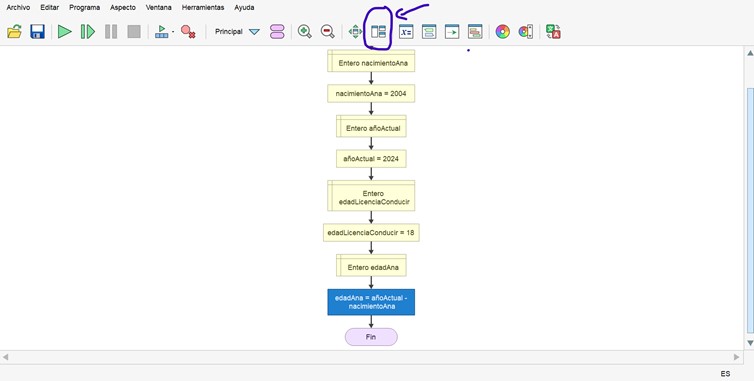 Archivo Editar Programa Aspecto Ventana Herramientas Ayuda
Principal
Entero nacimientoAna
nacimientoAna = 2004
Entero añoActual
añoActual = 2024
Entero
edadLicenciaConducir
edadLicenciaConducir = 18
Entero edadAna
edadAna = añoActual -
nacimientoAna
Fin
ES